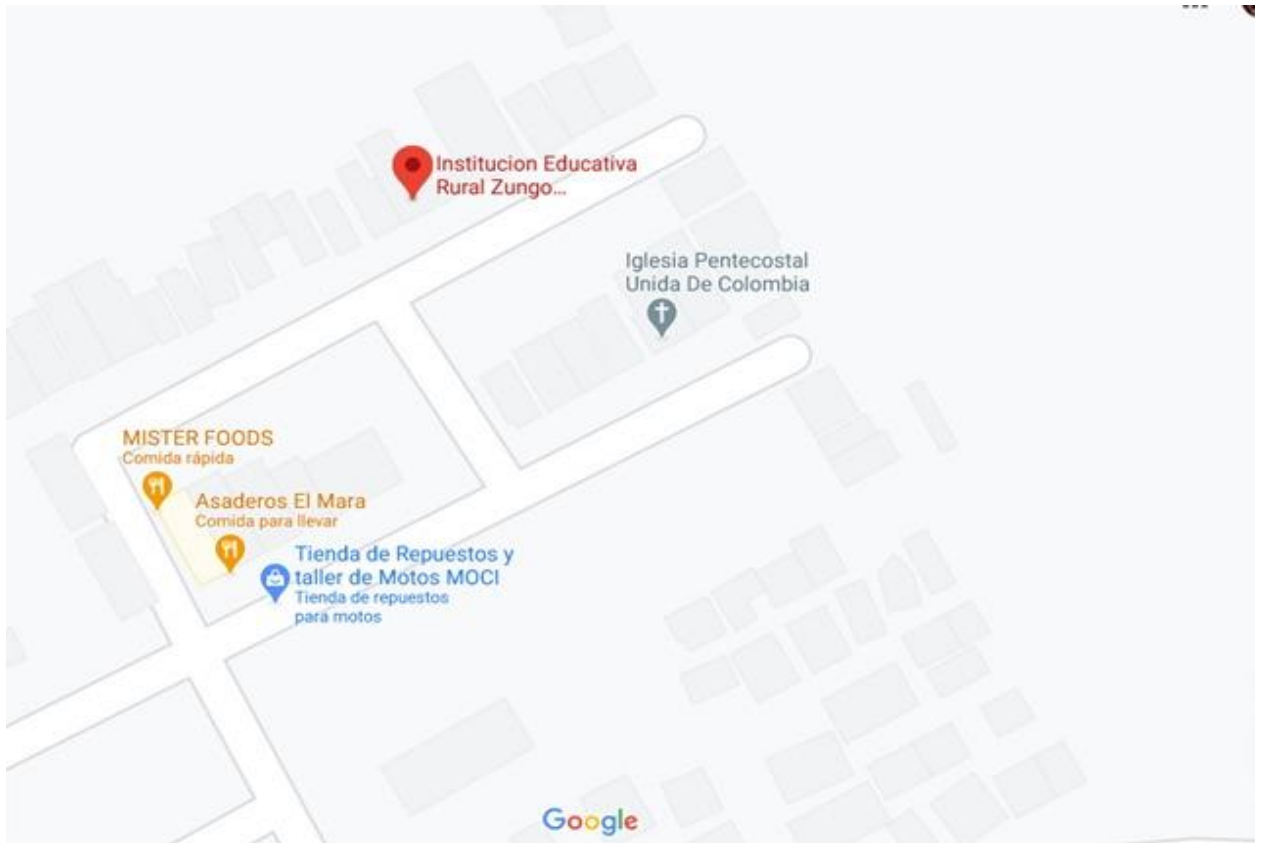 Institucion Educativa
Rural Zungo...
Iglesia Pentecostal
Unida De Colombia
MISTER FOODS
Comida rápida
Asaderos El Mara
Comida para llevar
Tienda de Repuestos y
taller de Motos MOCI
Tienda de repuestos
para motos
Google